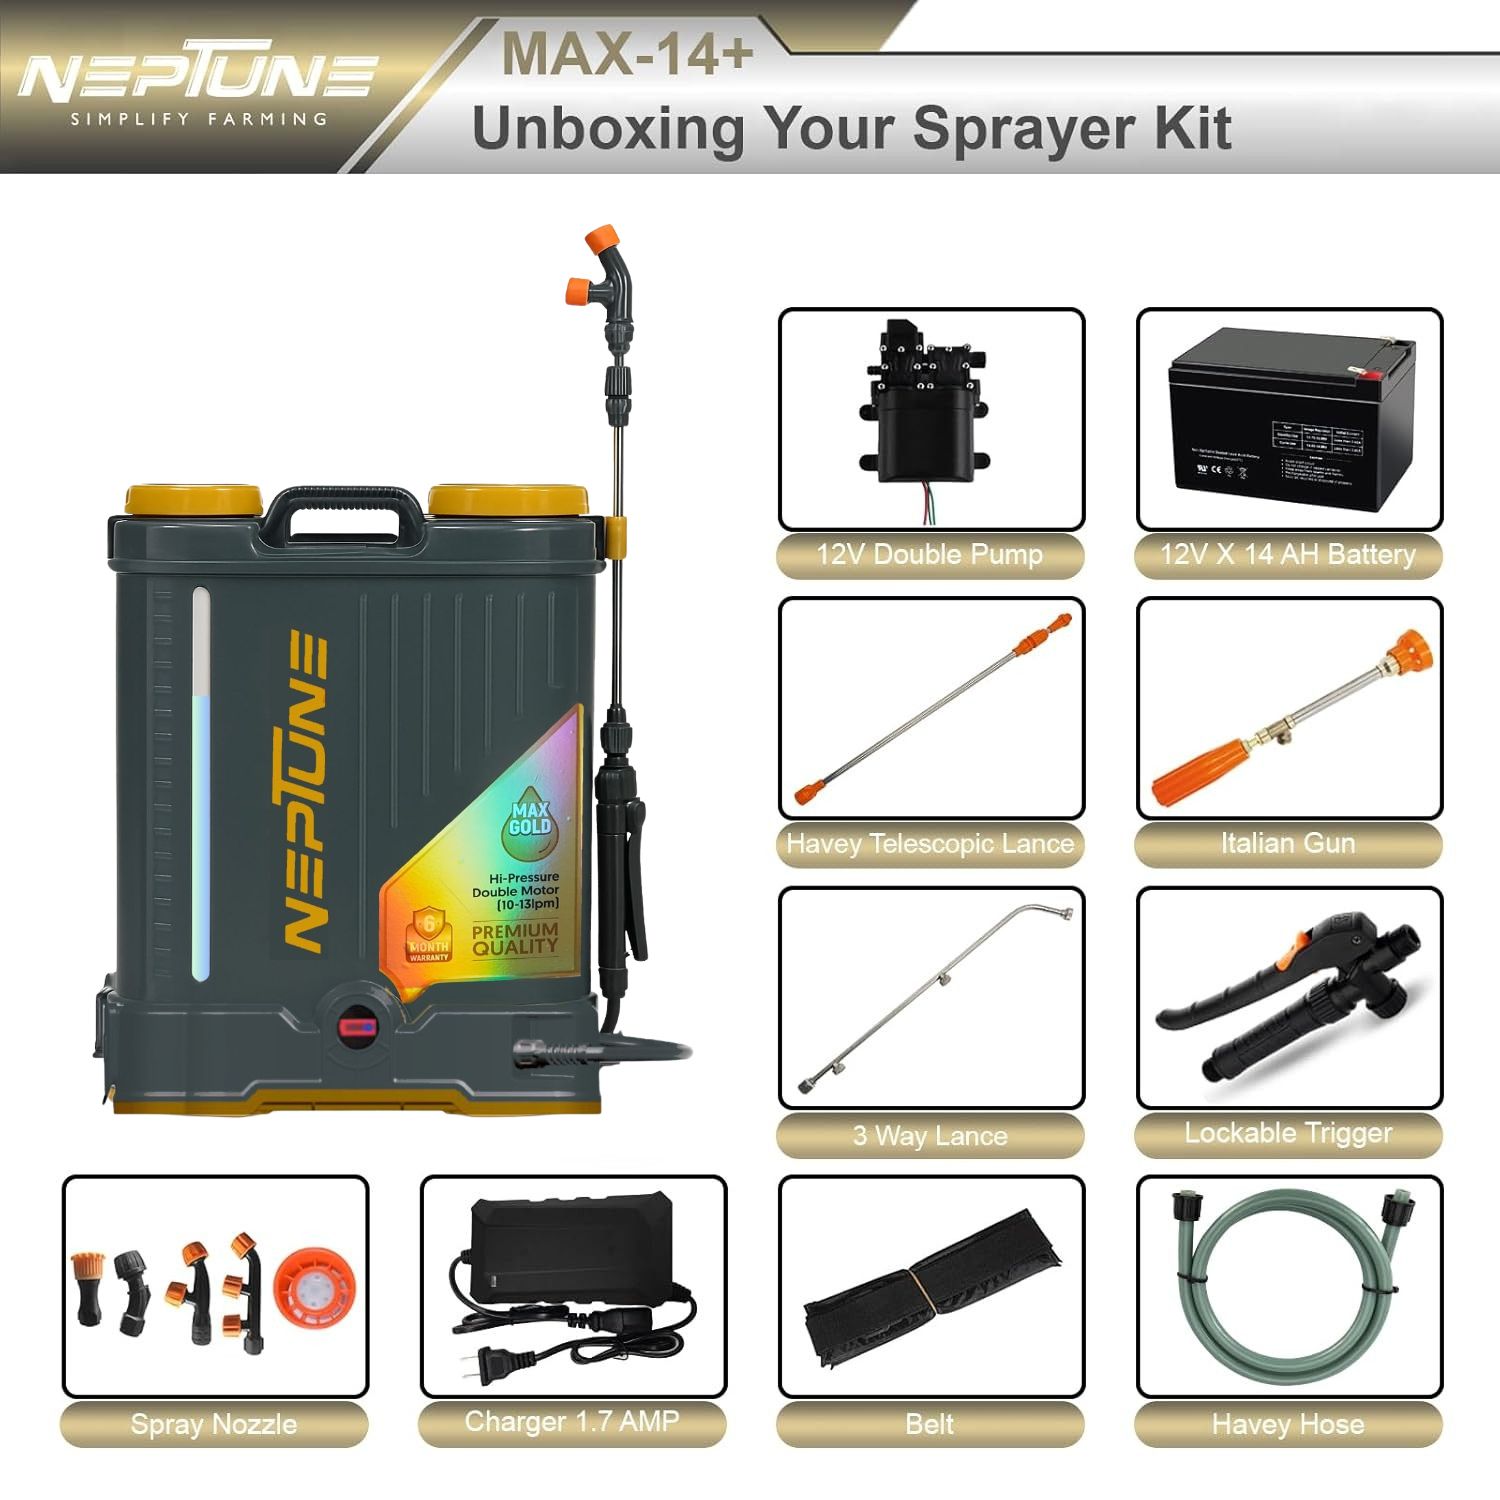 NEPTUNE
SIMPLIFY FARMING
MAX-14+
Unboxing Your Sprayer Kit
NEPTUNE
MAX
GOLD
Hi-Pressure
Double Motor
(10-13lpm)
6
MONTH
WARRANTY
PREMIUM
QUALITY
12V Double Pump
12V X 14 AH Battery
Havey Telescopic Lance
Italian Gun
3 Way Lance
Lockable Trigger
Spray Nozzle
Charger 1.7 AMP
Belt
Havey Hose